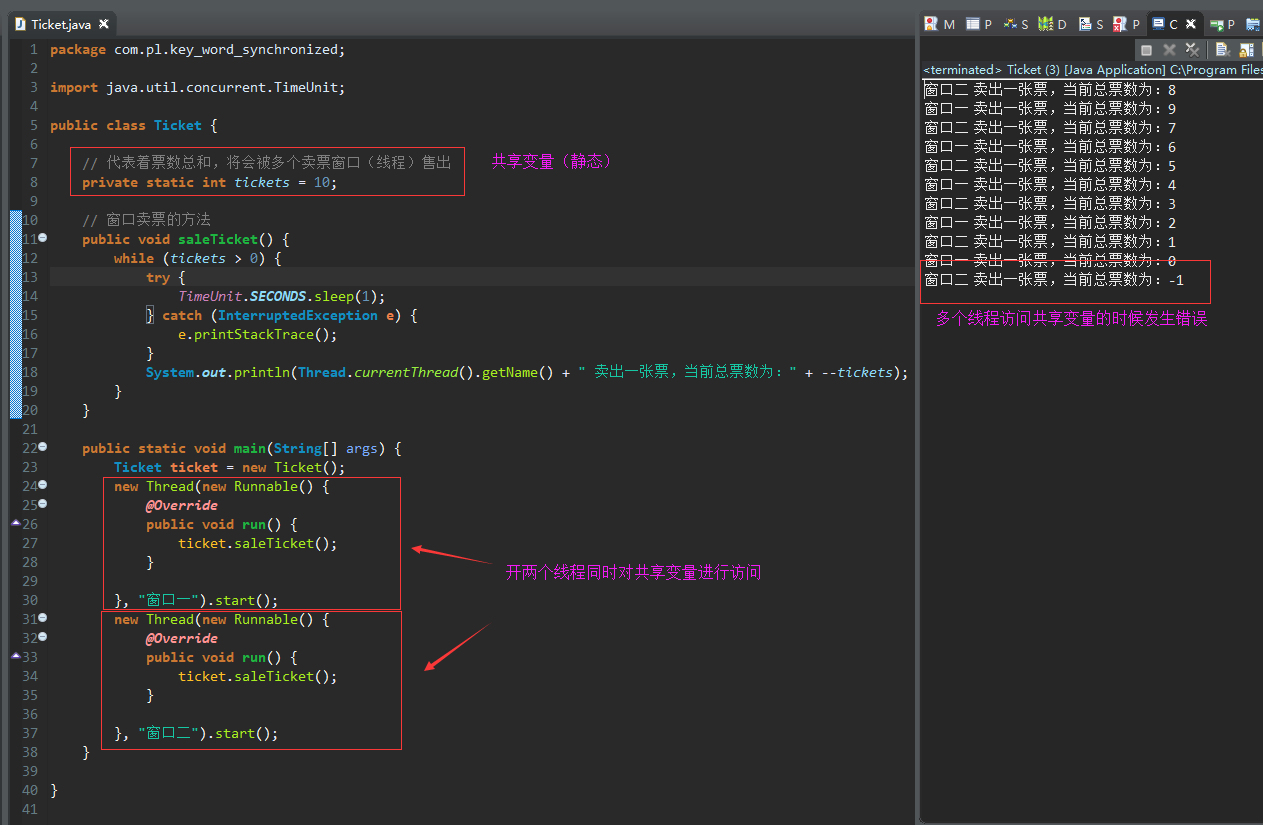 Ticket.java
1 package com.pl.key_word_synchronized;
2
3 import java.util.concurrent.TimeUnit;
4
5 public class Ticket {
6
7 // 代表着票数总和，将会被多个卖票窗口（线程）售出
共享变量（静态）
8 private static int tickets = 10;
9
10 // 窗口卖票的方法
11 public void saleTicket() {
12 while (tickets > 0) {
13 try {
14 TimeUnit.SECONDS.sleep(1);
15 } catch (InterruptedException e) {
16 e.printStackTrace();
17 }
18 System.out.println(Thread.currentThread().getName() + " 卖出一张票，当前总票数为：" + --tickets);
19 }
20 }
21
22 public static void main(String[] args) {
23 Ticket ticket = new Ticket();
24 new Thread(new Runnable() {
25 @Override
26 public void run() {
27 ticket.saleTicket();
28 }
开两个线程同时对共享变量进行访问
29
30 }, "窗口一").start();
31 new Thread(new Runnable() {
32 @Override
33 public void run() {
34 ticket.saleTicket();
35 }
36
37 }, "窗口二").start();
38 }
39
40 }
41
M P S D S P C P
<terminated> Ticket (3) [Java Application] C:\Program Files
窗口二 卖出一张票，当前总票数为：8
窗口一 卖出一张票，当前总票数为：9
窗口二 卖出一张票，当前总票数为：7
窗口一 卖出一张票，当前总票数为：6
窗口二 卖出一张票，当前总票数为：5
窗口一 卖出一张票，当前总票数为：4
窗口二 卖出一张票，当前总票数为：3
窗口一 卖出一张票，当前总票数为：2
窗口二 卖出一张票，当前总票数为：1
窗口一 卖出一张票，当前总票数为：0
窗口二 卖出一张票，当前总票数为：-1
多个线程访问共享变量的时候发生错误